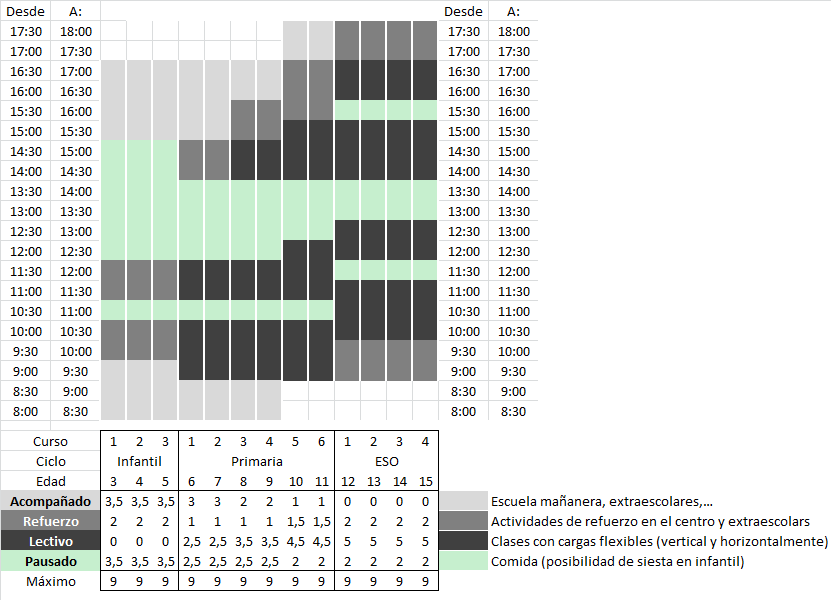 Desde A: Desde A:
17:30 18:00 17:30 18:00
17:00 17:30 17:00 17:30
16:30 17:00 16:30 17:00
16:00 16:30 16:00 16:30
15:30 16:00 15:30 16:00
15:00 15:30 15:00 15:30
14:30 15:00 14:30 15:00
14:00 14:30 14:00 14:30
13:30 14:00 13:30 14:00
13:00 13:30 13:00 13:30
12:30 13:00 12:30 13:00
12:00 12:30 12:00 12:30
11:30 12:00 11:30 12:00
11:00 11:30 11:00 11:30
10:30 11:00 10:30 11:00
10:00 10:30 10:00 10:30
9:30 10:00 9:30 10:00
9:00 9:30 9:00 9:30
8:30 9:00 8:30 9:00
8:00 8:30 8:00 8:30
Curso 1 2 3 1 2 3 4 5 6 1 2 3 4
Ciclo Infantil Primaria ESO
Edad 3 4 5 6 7 8 9 10 11 12 13 14 15
Acompañado 3,5 3,5 3,5 3 3 2 2 1 1 0 0 0 0 Escuela mañanera, extraescolares,...
Refuerzo 2 2 2 1 1 1 1 1,5 1,5 2 2 2 2 Actividades de refuerzo en el centro y extraescolars
Lectivo 0 0 0 2,5 2,5 3,5 3,5 4,5 4,5 5 5 5 5 Clases con cargas flexibles (vertical y horizontalmente)
Pausado 3,5 3,5 3,5 2,5 2,5 2,5 2,5 2 2 2 2 2 2 Comida (posibilidad de siesta en infantil)
Máximo 9 9 9 9 9 9 9 9 9 9 9 9 9